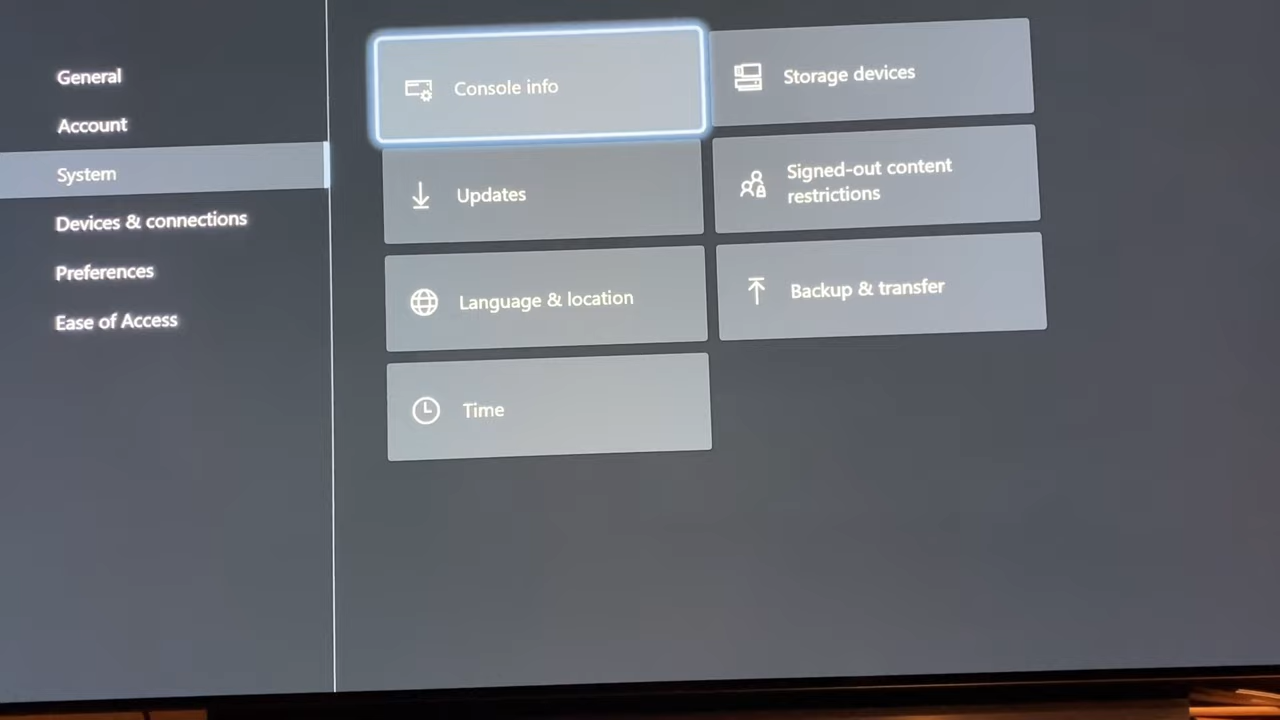 General
Account
System
Devices & connections
Preferences
Ease of Access
Console info
Storage devices
Updates
Signed-out content
restrictions
Language & location
Backup & transfer
Time